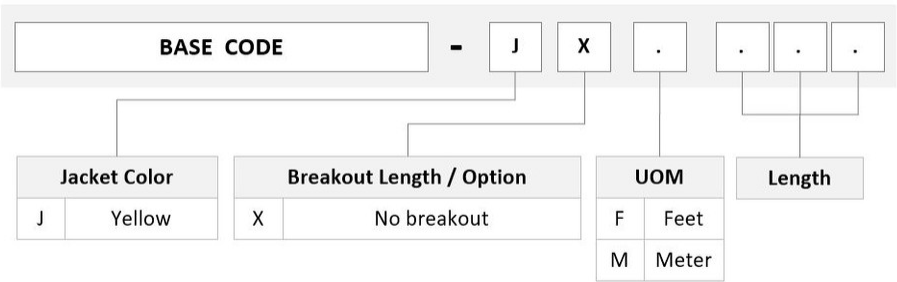 BASE CODE - J X . . . .
Jacket Color
J Yellow
Breakout Length / Option
X No breakout
UOM
F Feet
M Meter
Length